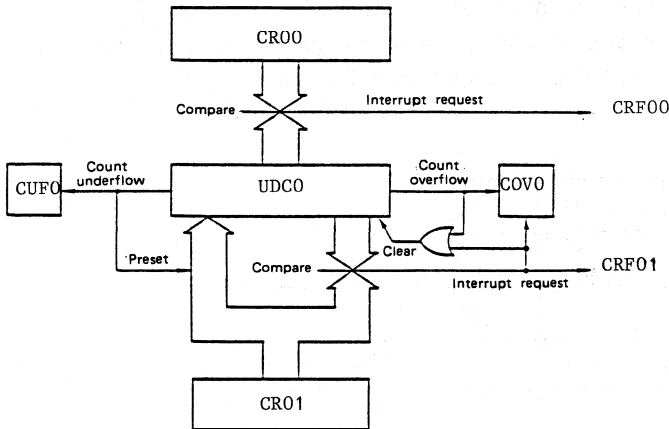 CR00
Compare
Interrupt request
CRF00
CUF0
Count
underflow
UDC0
Count
overflow
COV0
Clear
Preset
Compare
CRF01
Interrupt request
CR01